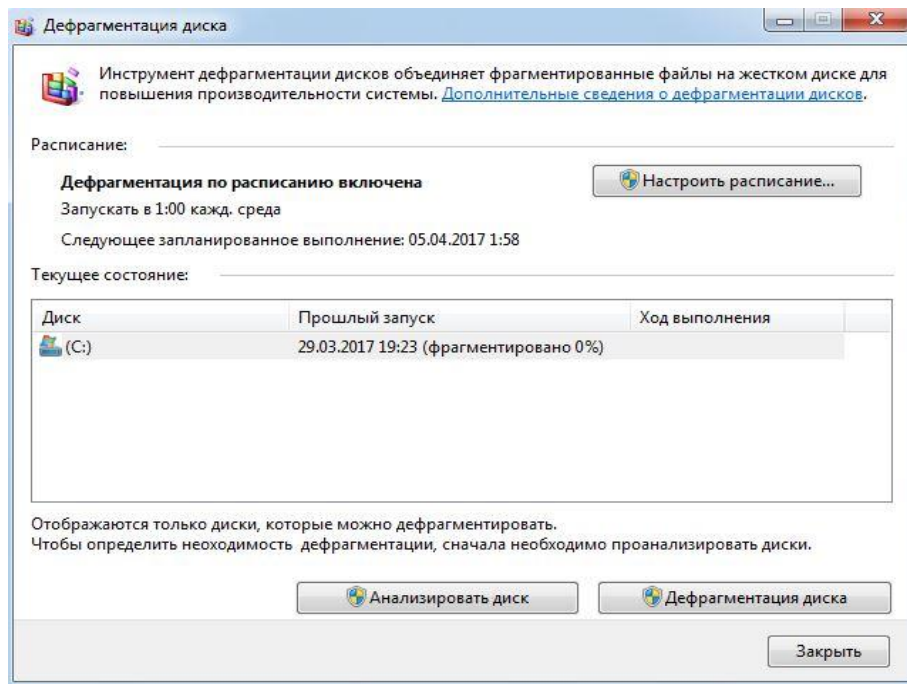 Дефрагментация диска
Инструмент дефрагментации дисков объединяет фрагментированные файлы на жестком диске для
повышения производительности системы. Дополнительные сведения о дефрагментации дисков.
Расписание:
Дефрагментация по расписанию включена
Настроить расписание...
Запускать в 1:00 кажд. среда
Следующее запланированное выполнение: 05.04.2017 1:58
Текущее состояние:
Диск Прошлый запуск Ход выполнения
(C:) 29.03.2017 19:23 (фрагментировано 0%)
Отображаются только диски, которые можно дефрагментировать.
Чтобы определить неоходимость дефрагментации, сначала необходимо проанализировать диски.
Анализировать диск Дефрагментация диска
Закрыть